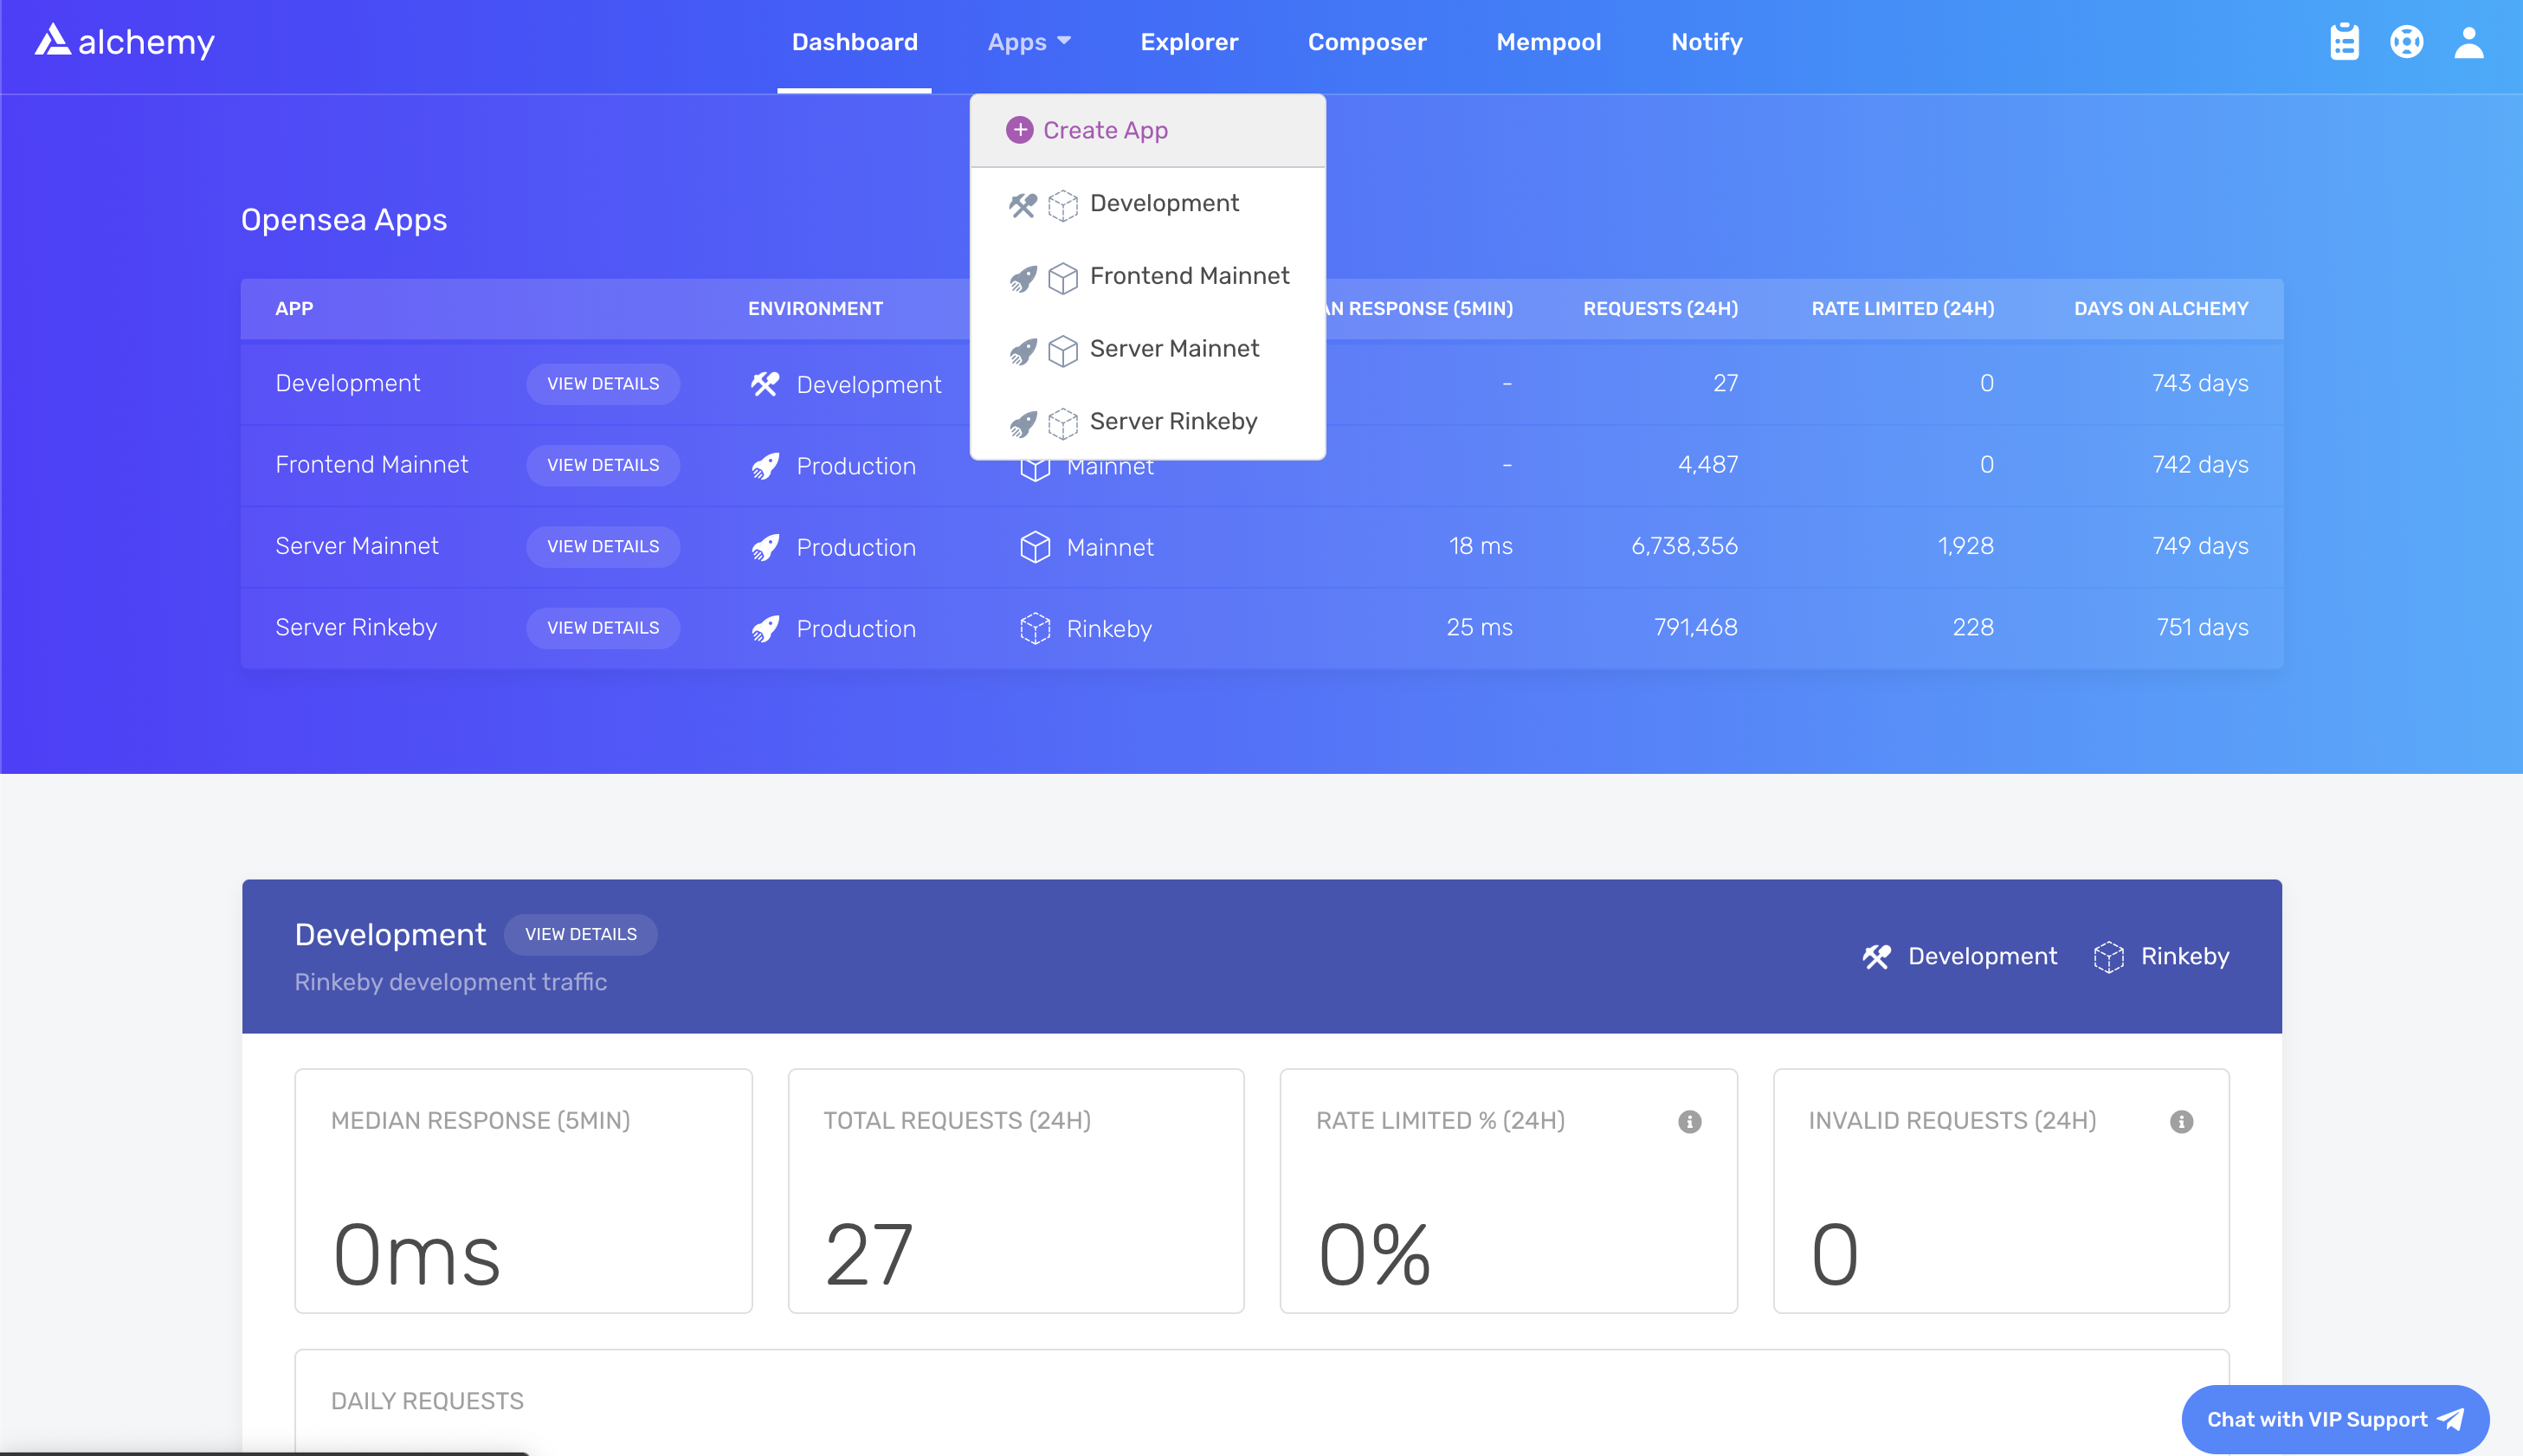 alchemy
Dashboard Apps Explorer Composer Mempool Notify
Create App
Development
Frontend Mainnet
Server Mainnet
Server Rinkeby
Opensea Apps
APP ENVIRONMENT RESPONSE (5MIN) REQUESTS (24H) RATE LIMITED (24H) DAYS ON ALCHEMY
Development VIEW DETAILS Development - 27 0 743 days
Frontend Mainnet VIEW DETAILS Production Mainnet - 4,487 0 742 days
Server Mainnet VIEW DETAILS Production Mainnet 18 ms 6,738,356 1,928 749 days
Server Rinkeby VIEW DETAILS Production Rinkeby 25 ms 791,468 228 751 days
Development VIEW DETAILS
Rinkeby development traffic
Development Rinkeby
MEDIAN RESPONSE (5MIN) TOTAL REQUESTS (24H) RATE LIMITED % (24H) INVALID REQUESTS (24H)
0ms 27 0% 0
DAILY REQUESTS
Chat with VIP Support